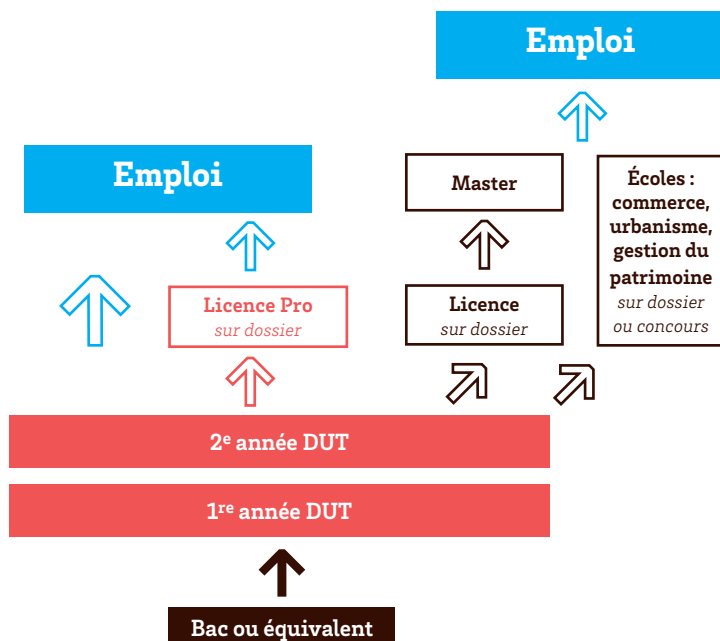 Emploi
Emploi
Master
Écoles :
commerce,
urbanisme,
gestion du
patrimoine
sur dossier
ou concours
Licence Pro
sur dossier
Licence
sur dossier
2e année DUT
1re année DUT
Bac ou équivalent